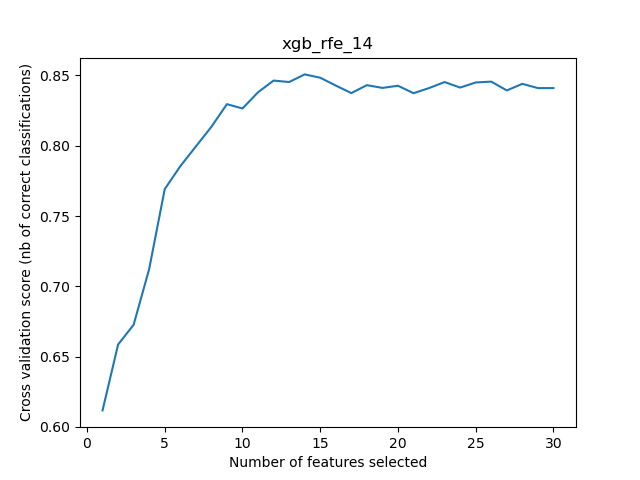 xgb_rfe_14
Cross validation score (nb of correct classifications)
0.85
0.80
0.75
0.70
0.65
0.60
0 5 10 15 20 25 30
Number of features selected